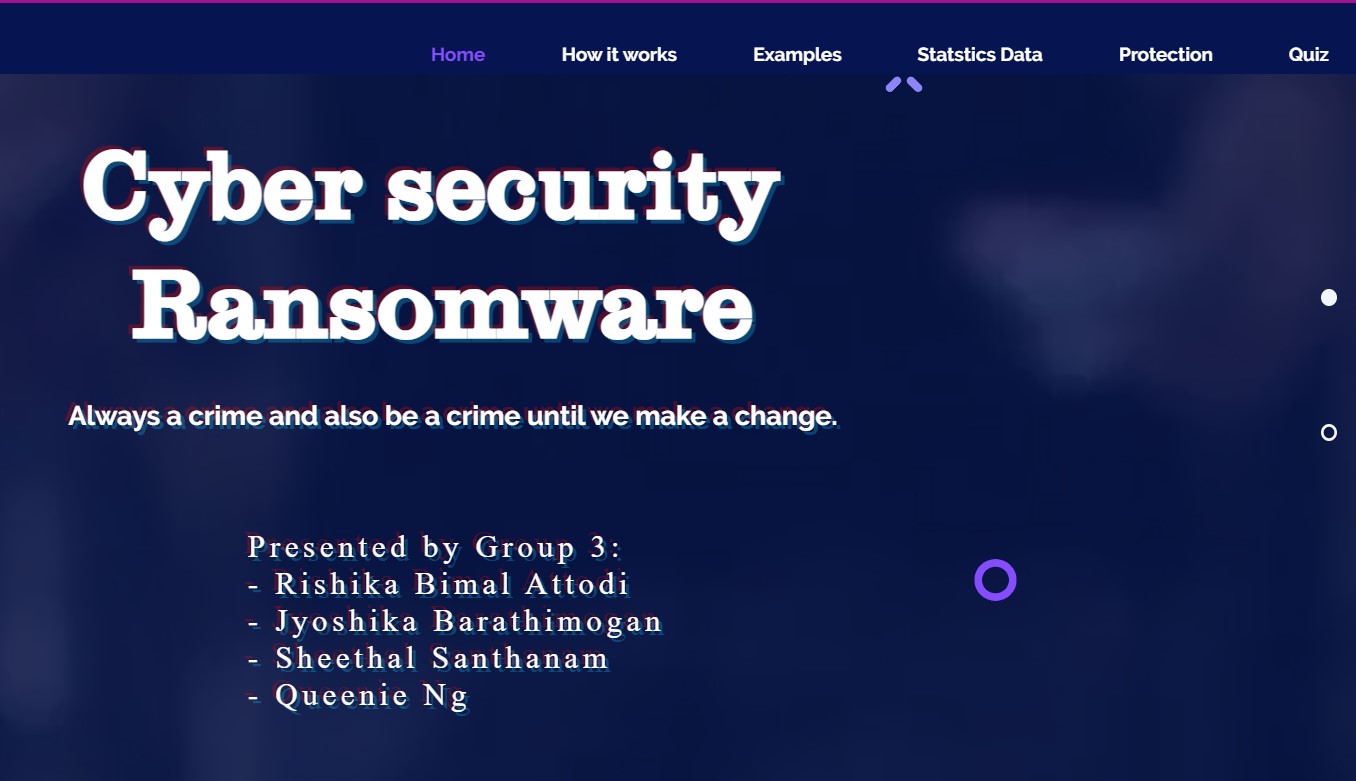 Home How it works Examples Statstics Data Protection Quiz
Cyber security
Ransomware
Always a crime and also be a crime until we make a change.
Presented by Group 3:
- Rishika Bimal Attodi
- Jyoshika Barathimogan
- Sheethal Santhanam
- Queenie Ng